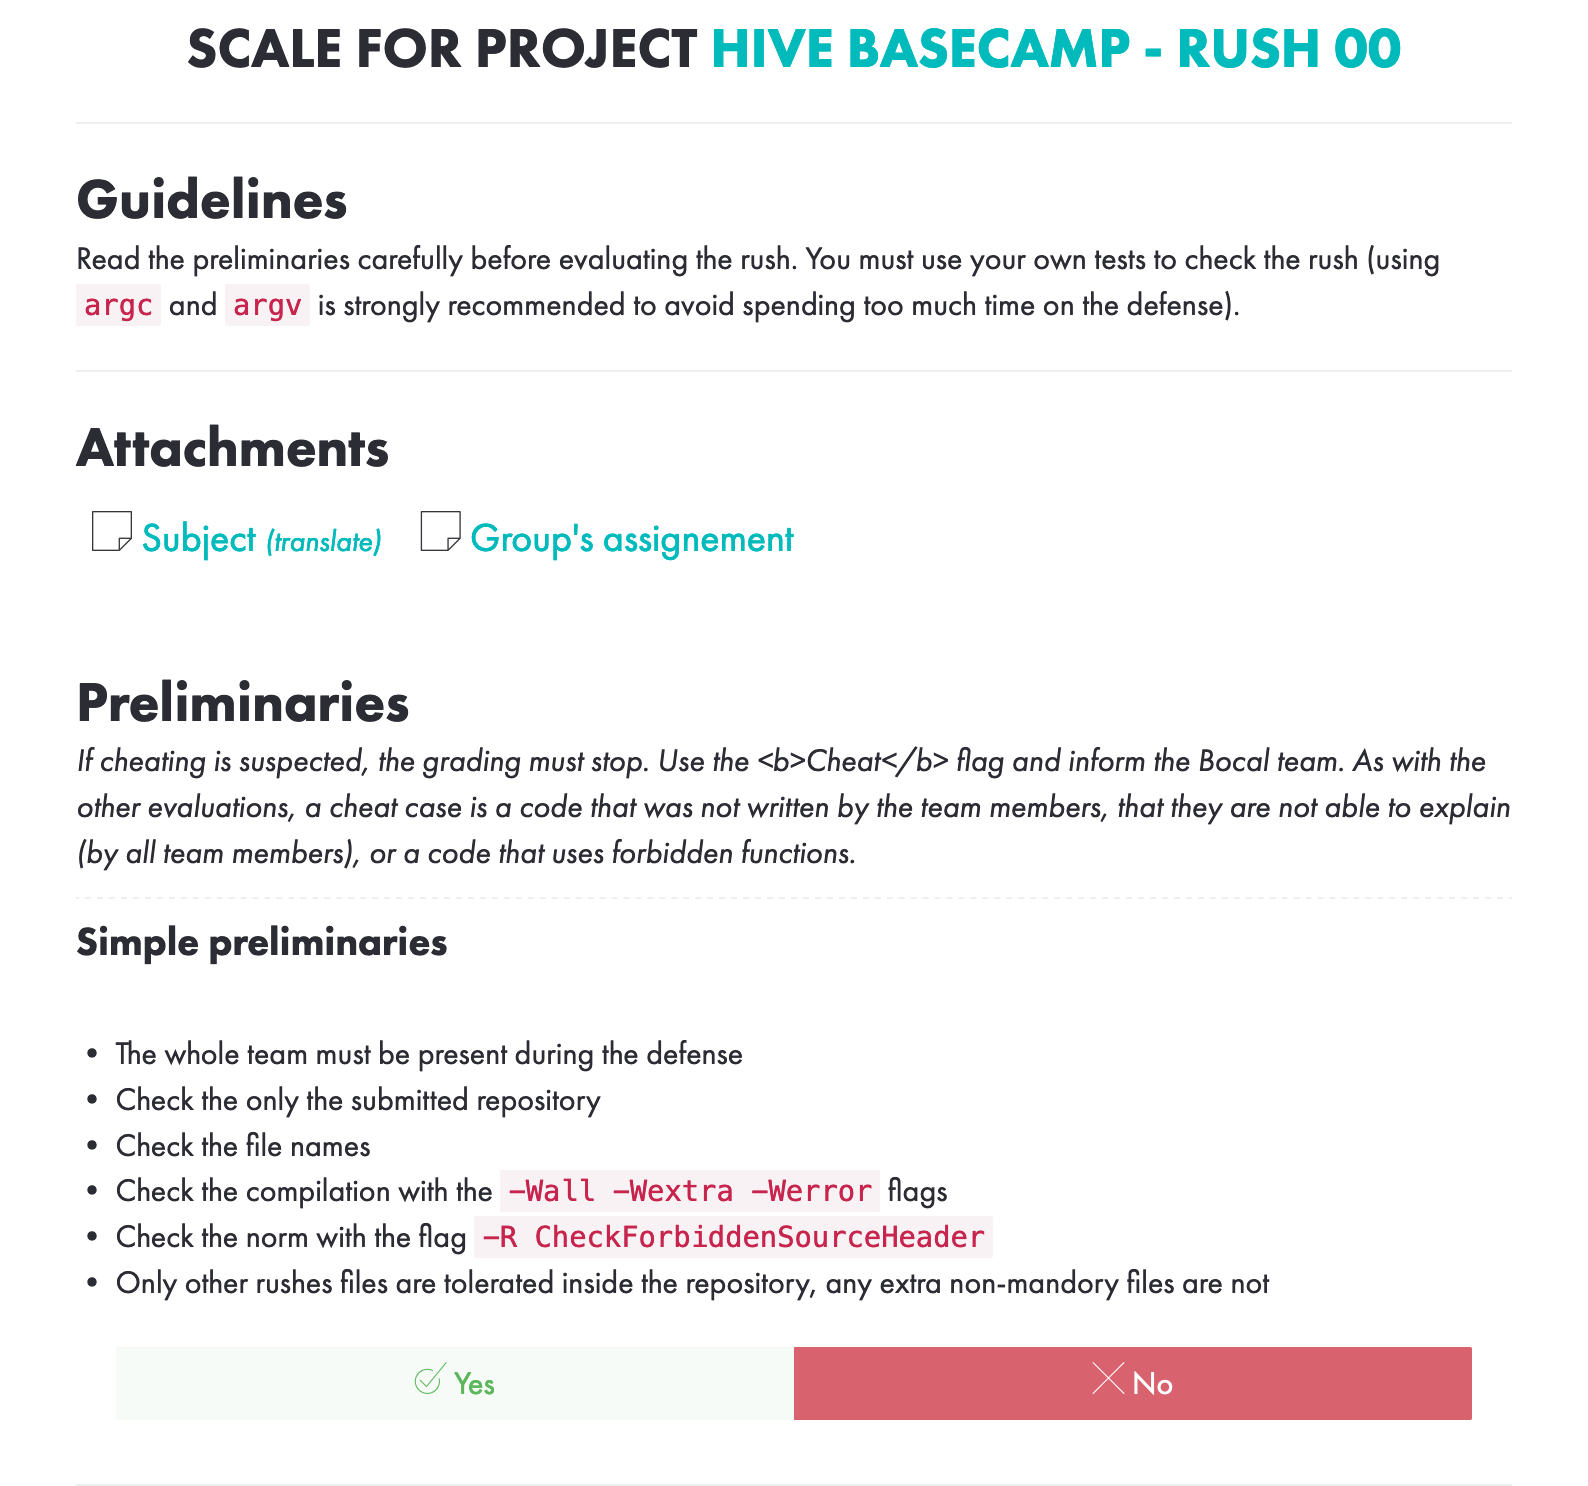 SCALE FOR PROJECT HIVE BASECAMP - RUSH 00
Guidelines
Read the preliminaries carefully before evaluating the rush. You must use your own tests to check the rush (using
argc and argv is strongly recommended to avoid spending too much time on the defense).
Attachments
Subject (translate) Group's assignement
Preliminaries
If cheating is suspected, the grading must stop. Use the <b>Cheat</b> flag and inform the Bocal team. As with the
other evaluations, a cheat case is a code that was not written by the team members, that they are not able to explain
(by all team members), or a code that uses forbidden functions.
Simple preliminaries
• The whole team must be present during the defense
• Check the only the submitted repository
• Check the file names
• Check the compilation with the –Wall –Wextra –Werror flags
• Check the norm with the flag –R CheckForbiddenSourceHeader
• Only other rushes files are tolerated inside the repository, any extra non-mandory files are not
Yes
No